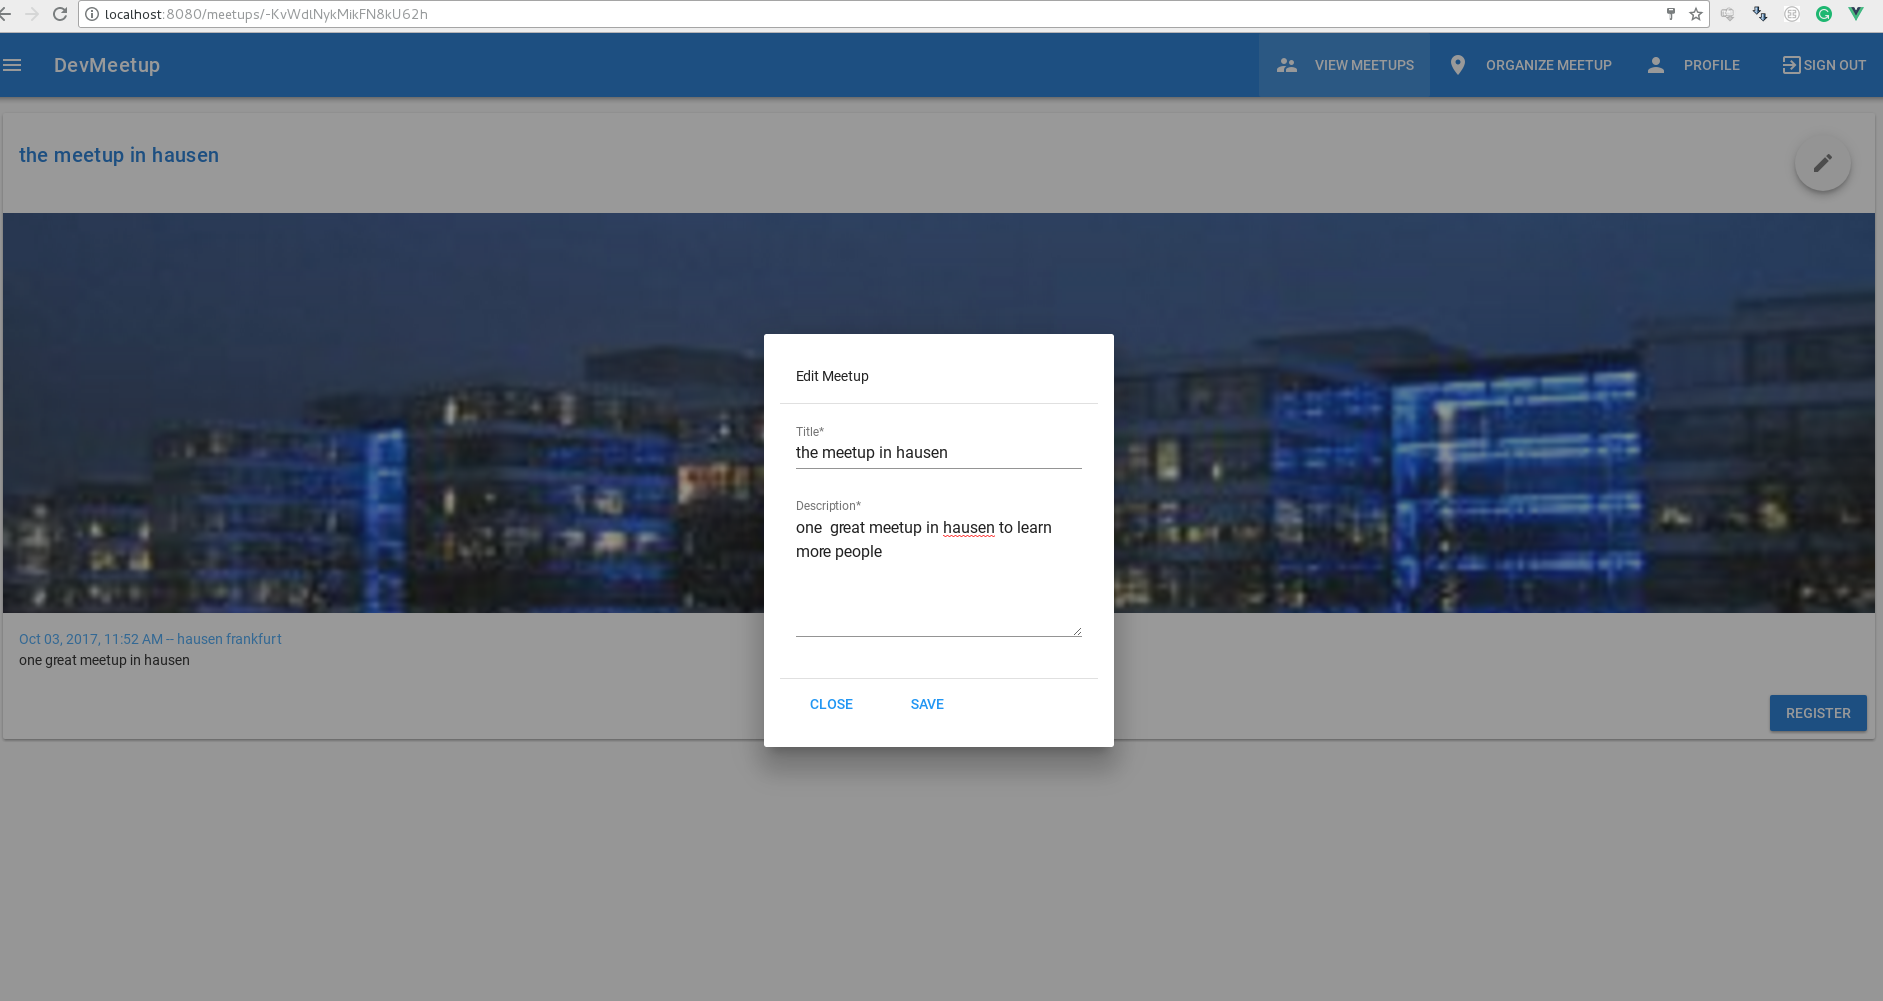 localhost:8080/meetups/-KvWdlNykMikFN8kU62h
DevMeetup
VIEW MEETUPS
ORGANIZE MEETUP
PROFILE
SIGN OUT
the meetup in hausen
Edit Meetup
Title*
the meetup in hausen
Description*
one  great meetup in hausen to learn
more people
CLOSE
SAVE
Oct 03, 2017, 11:52 AM -- hausen frankfurt
one great meetup in hausen
REGISTER